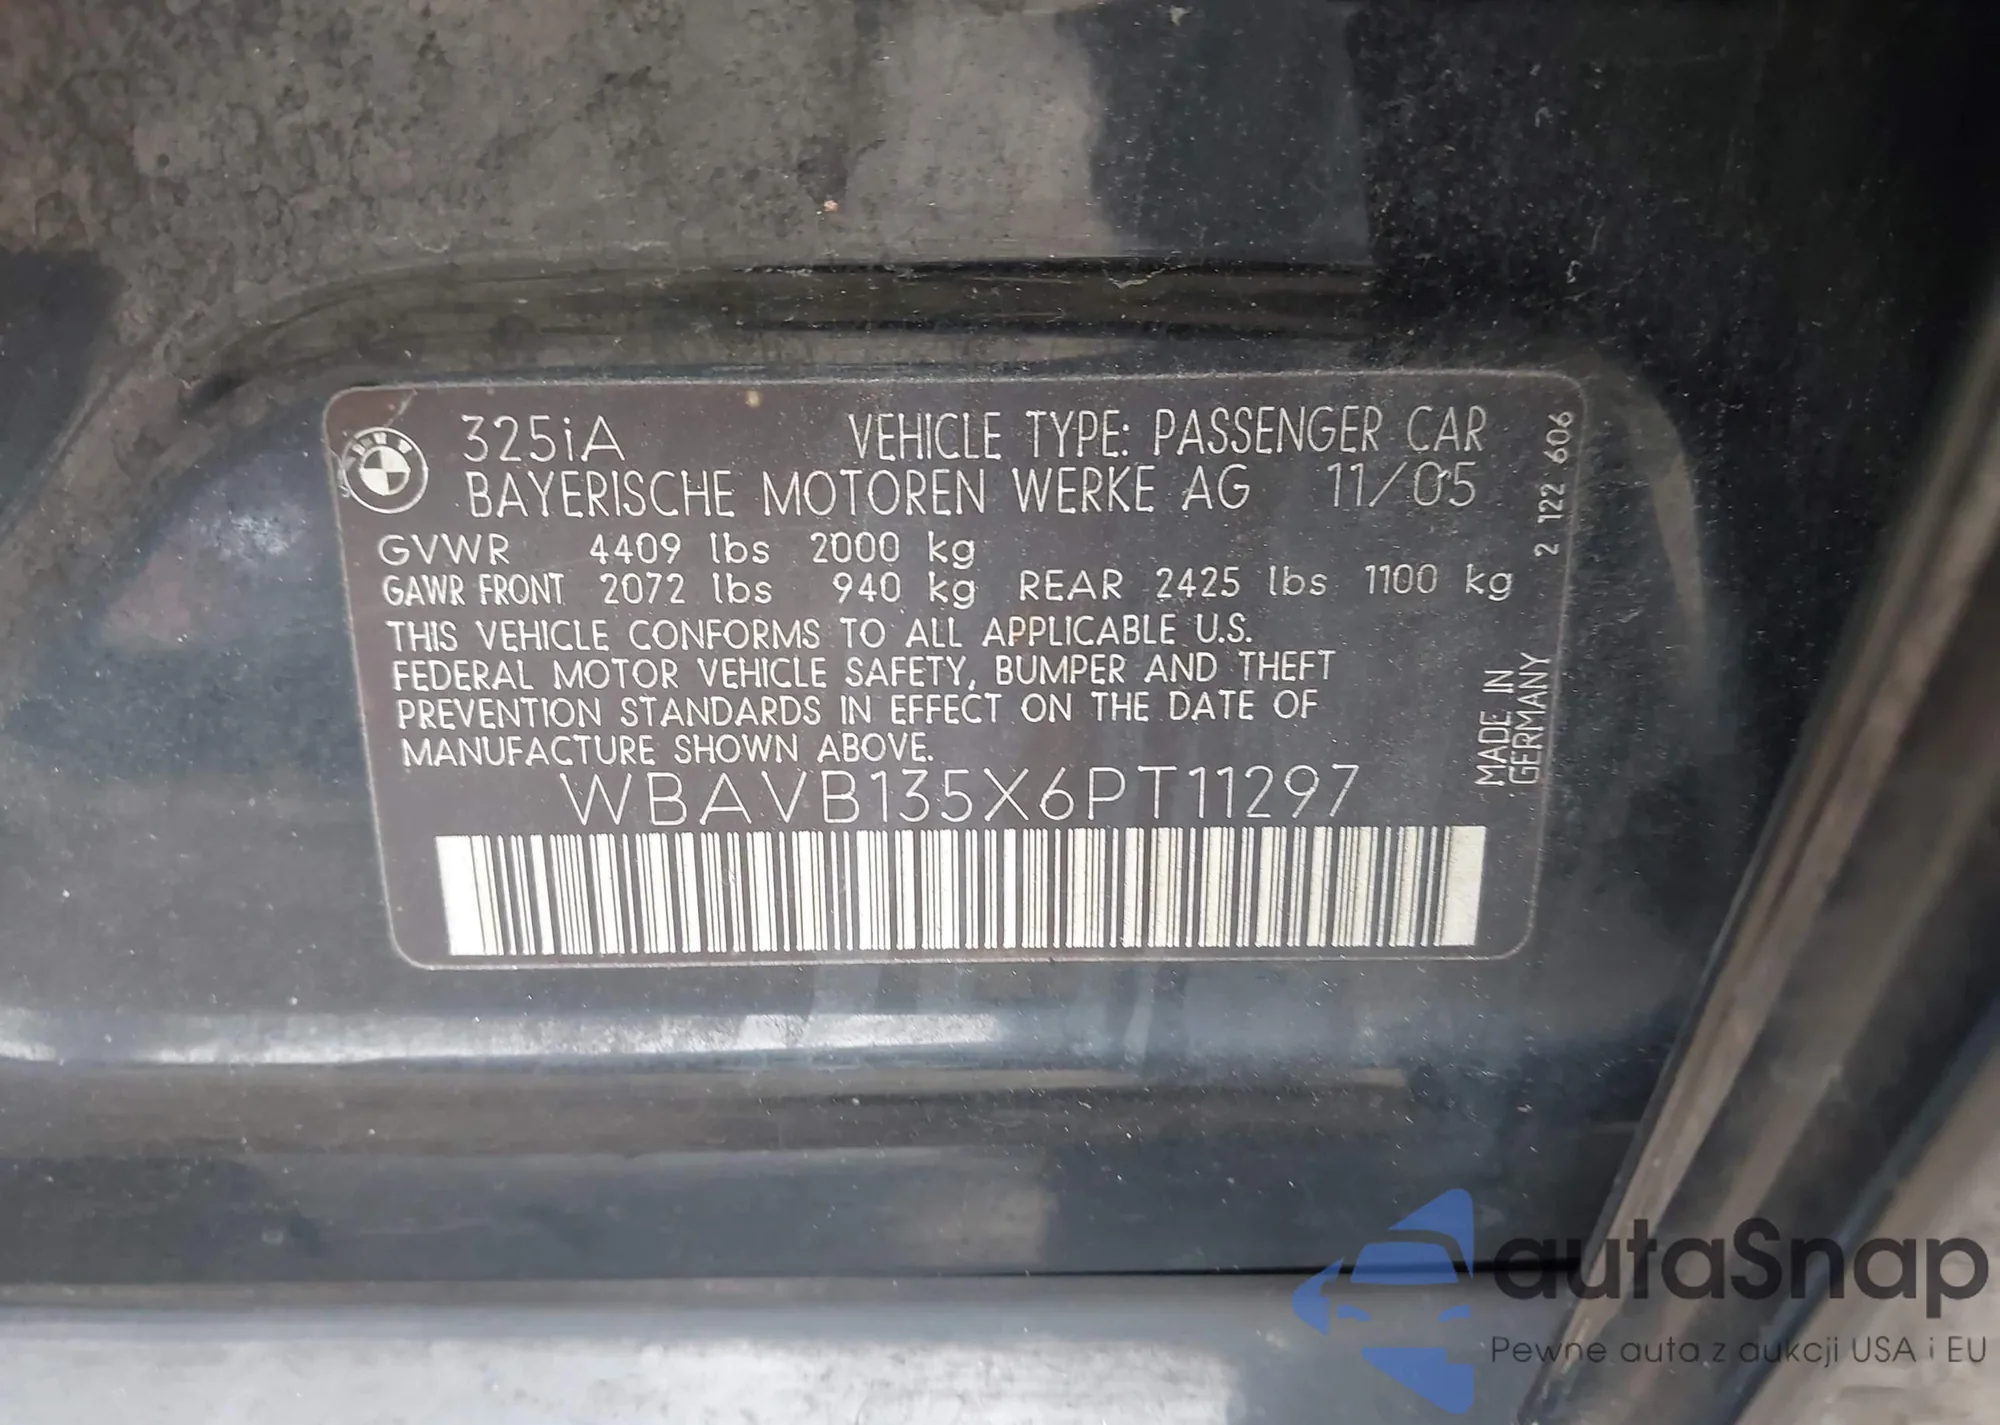 BMW
325iA VEHICLE TYPE: PASSENGER CAR
BAYERISCHE MOTOREN WERKE AG 11/05
GVWR 4409 lbs 2000 kg
GAWR FRONT 2072 lbs 940 kg REAR 2425 lbs 1100 kg
THIS VEHICLE CONFORMS TO ALL APPLICABLE U.S.
FEDERAL MOTOR VEHICLE SAFETY, BUMPER AND THEFT
PREVENTION STANDARDS IN EFFECT ON THE DATE OF
MANUFACTURE SHOWN ABOVE.
WBAVB135X6PT11297
2 122 606
MADE IN
GERMANY
autaSnap
Pewne auta z aukcji USA i EU